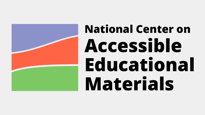 National Center on
Accessible
Educational
Materials